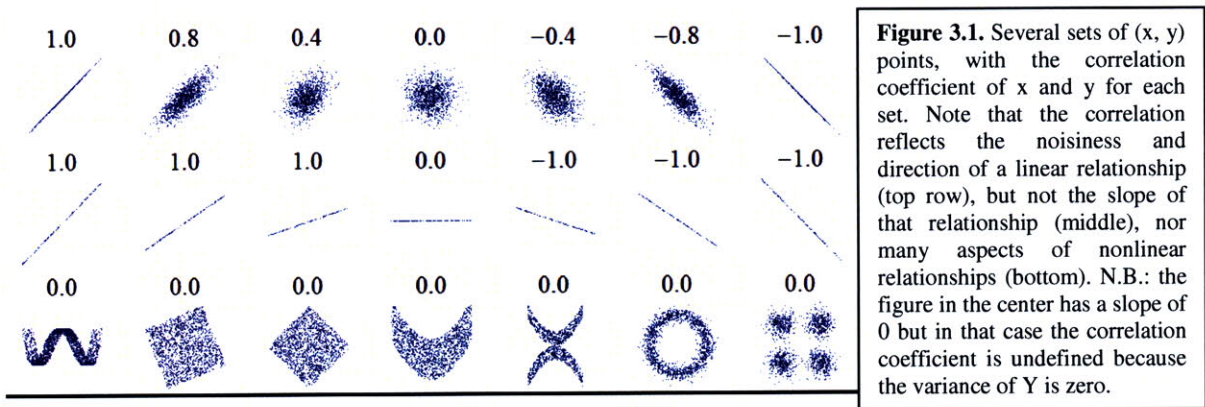 1.0 0.8 0.4 0.0 −0.4 −0.8 −1.0
1.0 1.0 1.0 0.0 −1.0 −1.0 −1.0
0.0 0.0 0.0 0.0 0.0 0.0 0.0
Figure 3.1. Several sets of (x, y)
points, with the correlation
coefficient of x and y for each
set. Note that the correlation
reflects the noisiness and
direction of a linear relationship
(top row), but not the slope of
that relationship (middle), nor
many aspects of nonlinear
relationships (bottom). N.B.: the
figure in the center has a slope of
0 but in that case the correlation
coefficient is undefined because
the variance of Y is zero.